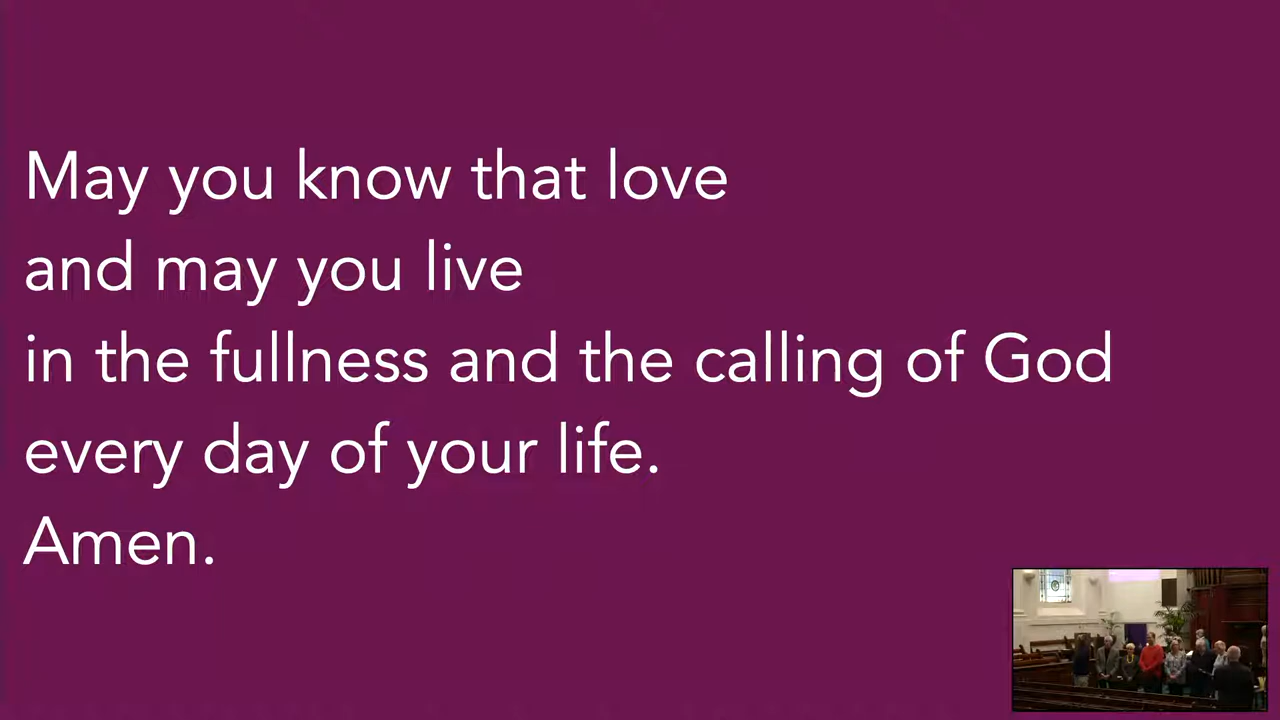 May you know that love
and may you live
in the fullness and the calling of God
every day of your life.
Amen.